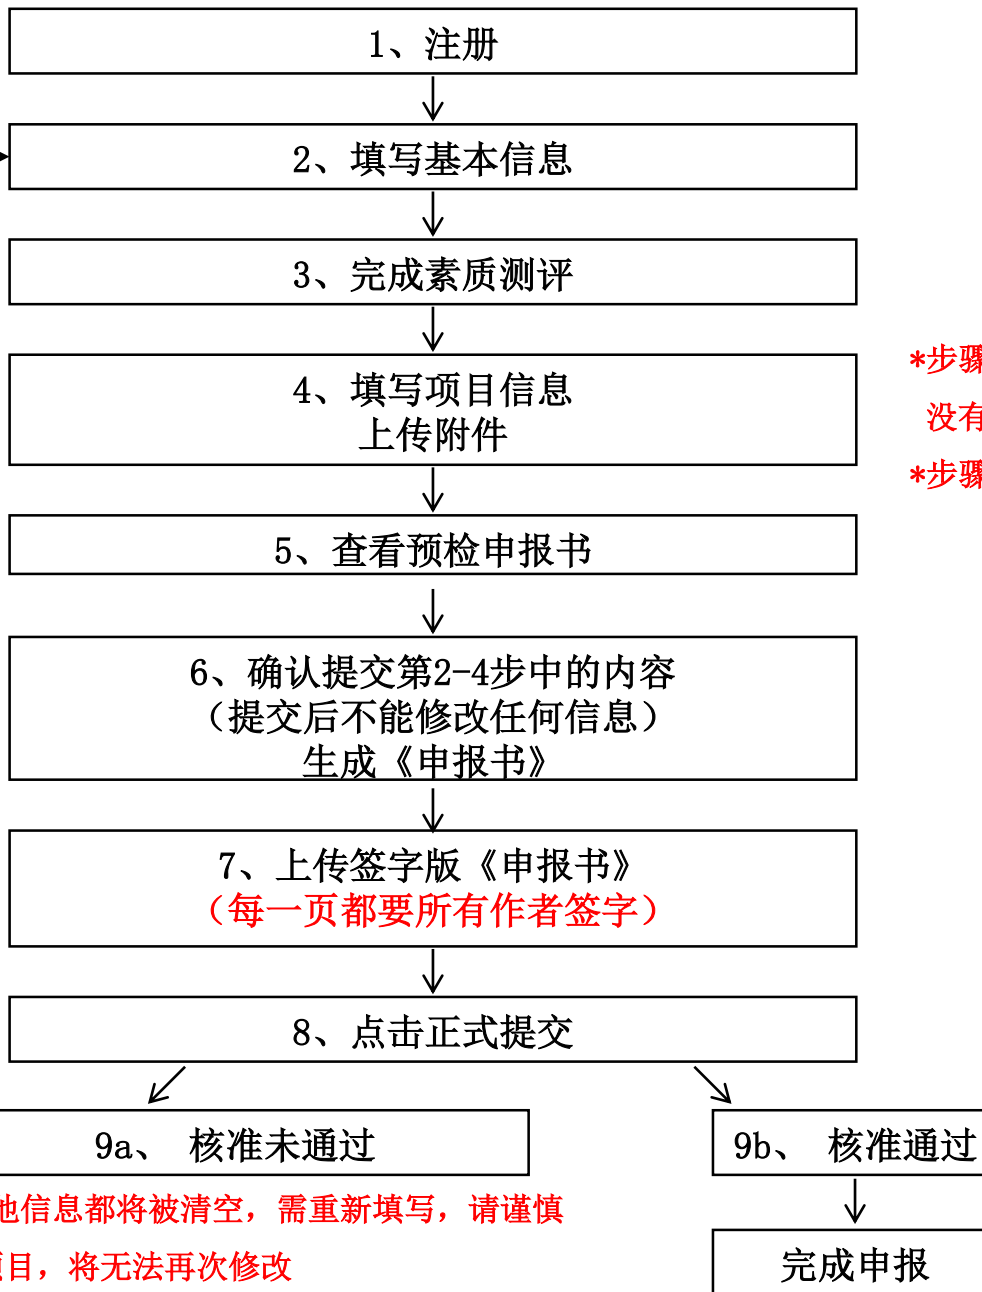 1、注册
2、填写基本信息
3、完成素质测评
4、填写项目信息
上传附件
*步骤
没有
*步骤
5、查看预检申报书
6、确认提交第2-4步中的内容
（提交后不能修改任何信息）
生成《申报书》
7、上传签字版《申报书》
（每一页都要所有作者签字）
8、点击正式提交
9a、 核准未通过
9b、 核准通过
他信息都将被清空，需重新填写，请谨慎
项目，将无法再次修改
完成申报